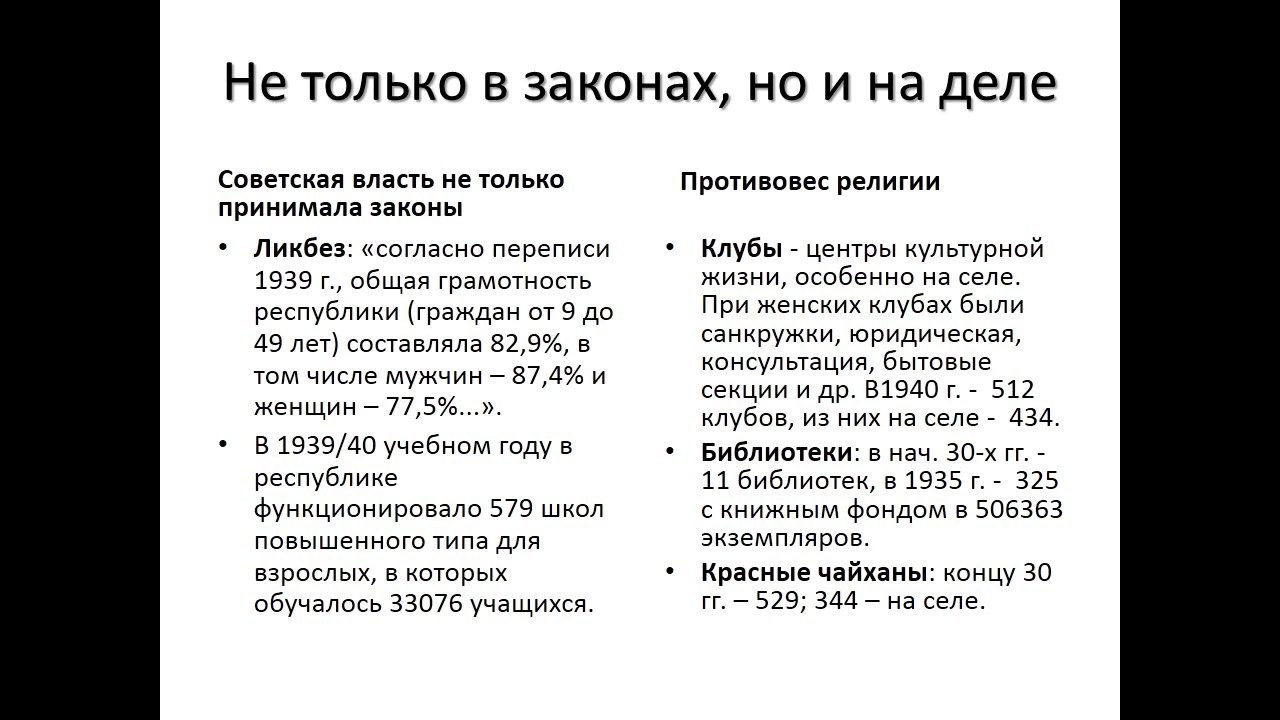 Не только в законах, но и на деле
Советская власть не только
принимала законы
• Ликбез: «согласно переписи
1939 г., общая грамотность
республики (граждан от 9 до
49 лет) составляла 82,9%, в
том числе мужчин – 87,4% и
женщин – 77,5%...».
• В 1939/40 учебном году в
республике
функционировало 579 школ
повышенного типа для
взрослых, в которых
обучалось 33076 учащихся.
Противовес религии
• Клубы - центры культурной
жизни, особенно на селе.
При женских клубах были
санкружки, юридическая,
консультация, бытовые
секции и др. В1940 г. - 512
клубов, из них на селе - 434.
• Библиотеки: в нач. 30-х гг. -
11 библиотек, в 1935 г. - 325
с книжным фондом в 506363
экземпляров.
• Красные чайханы: концу 30
гг. – 529; 344 – на селе.